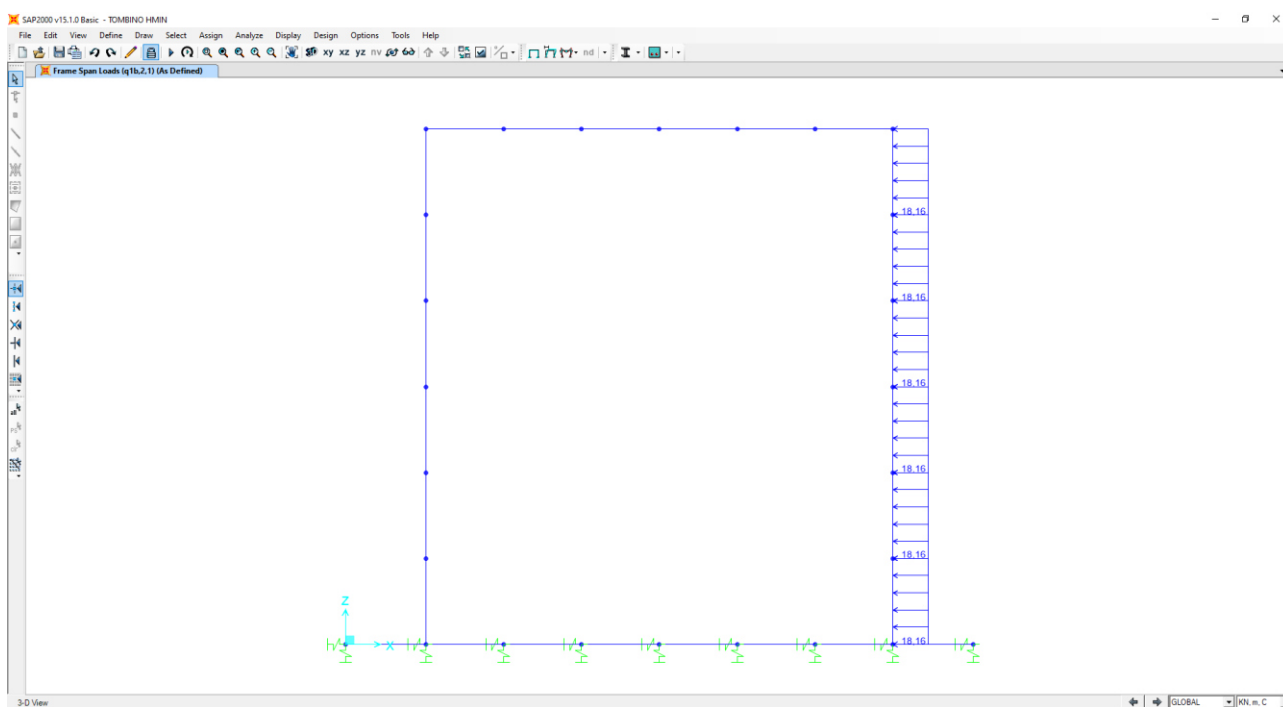 SAP2000 v15.1.0 Basic - TOMBINO HMIN
File Edit View Define Draw Select Assign Analyze Display Design Options Tools Help
xy xz yz nv nd
Frame Span Loads (q1b,2,1) (As Defined)
18,16
18,16
18,16
18,16
18,16
18,16
Z
X
3-D View GLOBAL KN, m, C